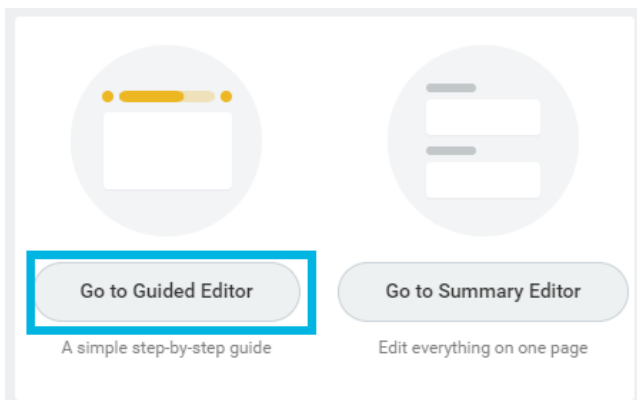 Go to Guided Editor
Go to Summary Editor
A simple step-by-step guide
Edit everything on one page